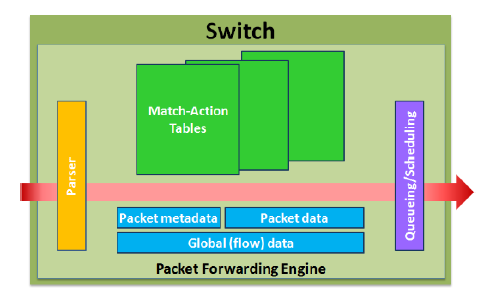 Switch
Match-Action
Tables
Parser
Queueing/Scheduling
Packet metadata
Packet data
Global (flow) data
Packet Forwarding Engine